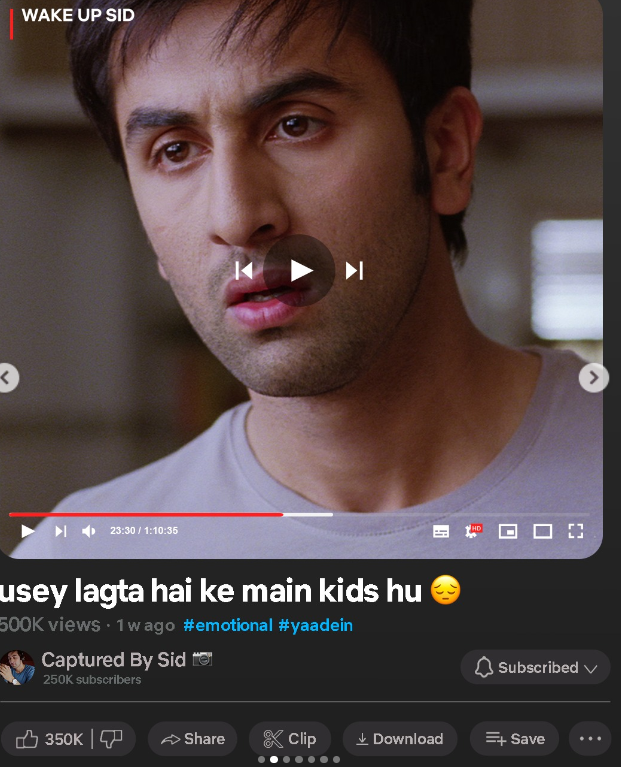 WAKE UP SID
23:30 / 1:10:35
HD
usey lagta hai ke main kids hu 😔
500K views · 1 w ago #emotional #yaadein
Captured By Sid 📸
250K subscribers
Subscribed
350K Share Clip Download Save